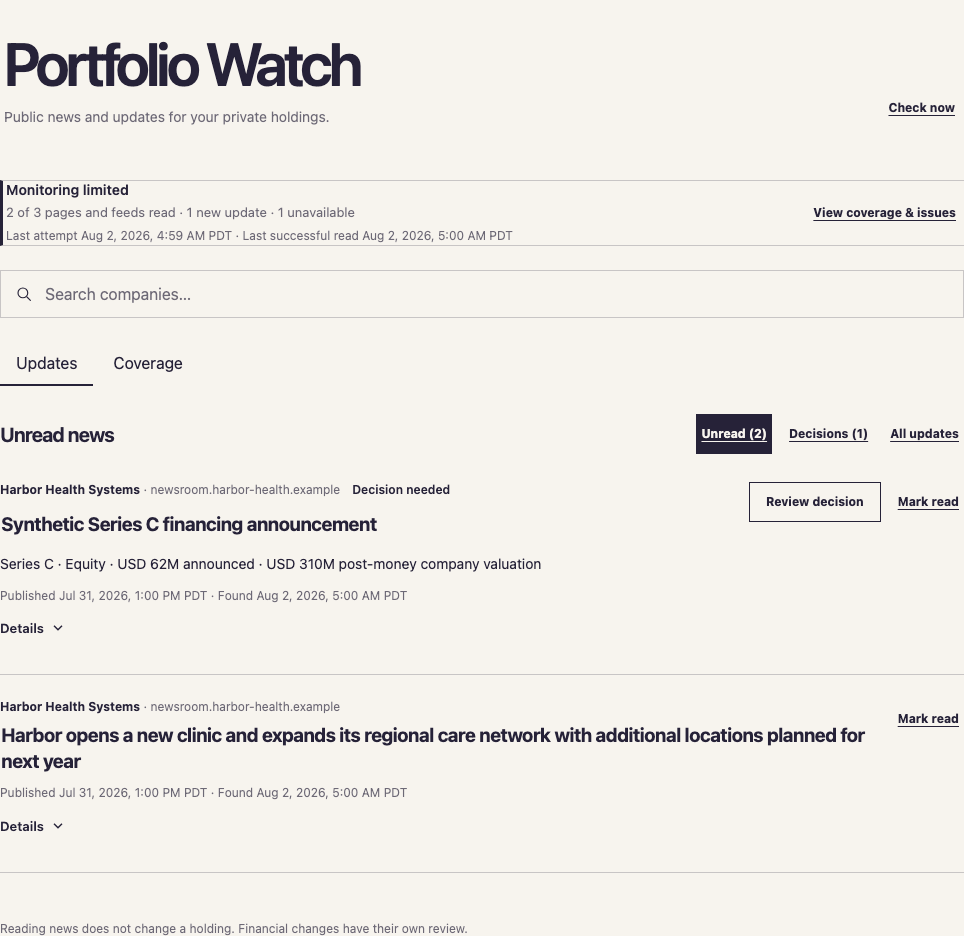 Portfolio Watch
Public news and updates for your private holdings.
Check now
Monitoring limited
2 of 3 pages and feeds read · 1 new update · 1 unavailable
View coverage & issues
Last attempt Aug 2, 2026, 4:59 AM PDT · Last successful read Aug 2, 2026, 5:00 AM PDT
Search companies...
Updates
Coverage
Unread news
Unread (2)
Decisions (1)
All updates
Harbor Health Systems · newsroom.harbor-health.example
Decision needed
Review decision
Mark read
Synthetic Series C financing announcement
Series C · Equity · USD 62M announced · USD 310M post-money company valuation
Published Jul 31, 2026, 1:00 PM PDT · Found Aug 2, 2026, 5:00 AM PDT
Details
Harbor Health Systems · newsroom.harbor-health.example
Mark read
Harbor opens a new clinic and expands its regional care network with additional locations planned for
next year
Published Jul 31, 2026, 1:00 PM PDT · Found Aug 2, 2026, 5:00 AM PDT
Details
Reading news does not change a holding. Financial changes have their own review.